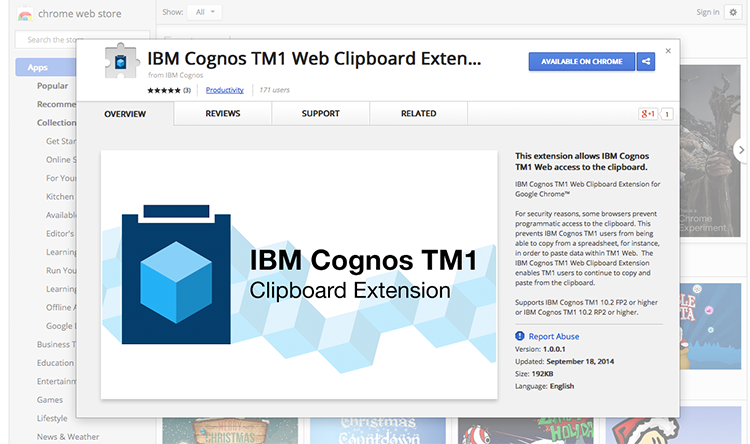 chrome web store
Show: All
Sign in
Search the store
IBM Cognos TM1 Web Clipboard Exten...
from IBM Cognos
(3) Productivity 171 users
AVAILABLE ON CHROME
OVERVIEW REVIEWS SUPPORT RELATED
g+1 1
Apps
Popular
Recomme
Collection
Get Star
Online S
For You
Kitchen
Available
Editor's
Learning
Run You
Learning
Offline A
Google
Business T
Education
Entertainm
Games
Lifestyle
News & Weather
IBM Cognos TM1
Clipboard Extension
This extension allows IBM Cognos
TM1 Web access to the clipboard.
IBM Cognos TM1 Web Clipboard Extension for
Google Chrome™
For security reasons, some browsers prevent
programmatic access to the clipboard. This
prevents IBM Cognos TM1 users from being
able to copy from a spreadsheet, for instance,
in order to paste data within TM1 Web. The
IBM Cognos TM1 Web Clipboard Extension
enables TM1 users to continue to copy and
paste from the clipboard.
Supports IBM Cognos TM1 10.2 FP2 or higher
or IBM Cognos TM1 10.2 RP2 or higher.
Report Abuse
Version: 1.0.0.1
Updated: September 18, 2014
Size: 192KB
Language: English
Chrome
Experiment
CHRISTMAS
Christmas
Countdown
HOLIDAY